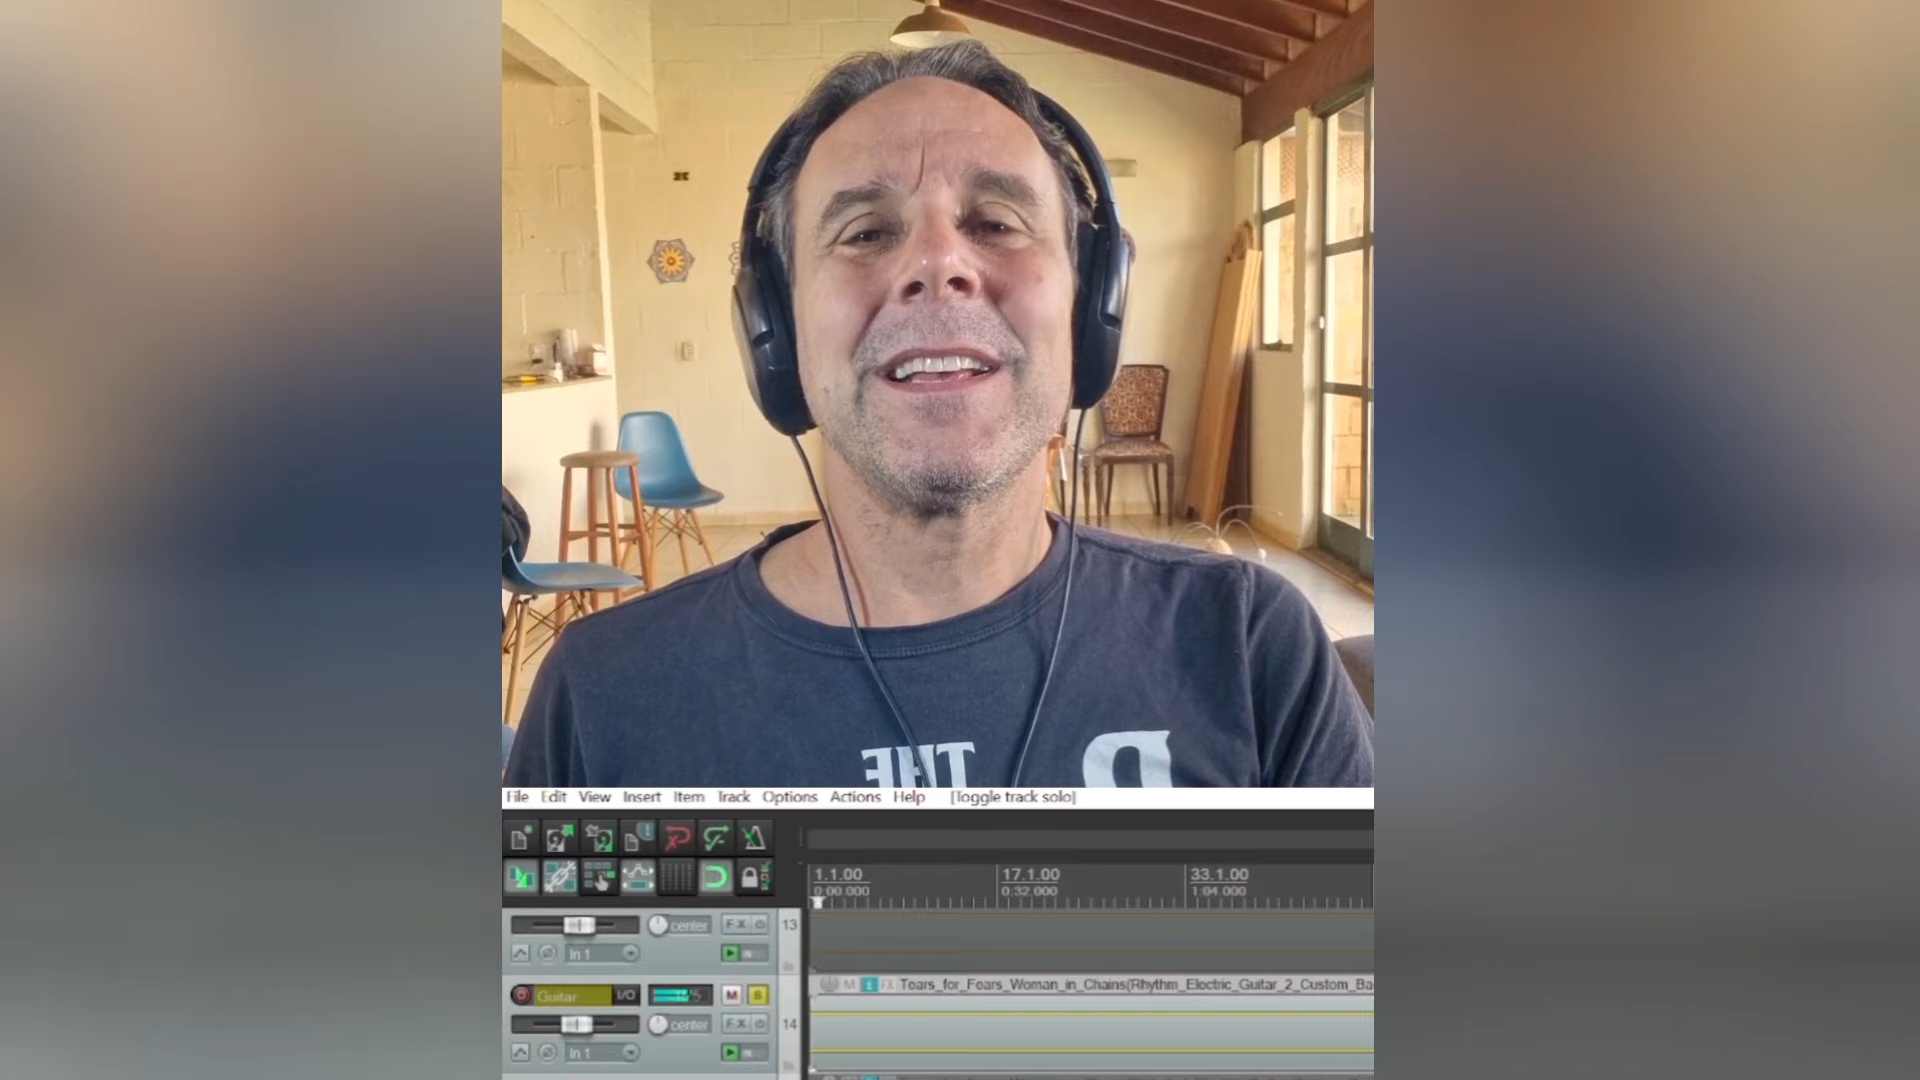 THE R
File Edit View Insert Item Track Options Actions Help [Toggle track solo]
1.1.00 17.1.00 33.1.00
0:00.000 0:32.000 1:04.000
center FX 13
In 1
Guitar I/O M S M i FX Tears_for_Fears_Woman_in_Chains(Rhythm_Electric_Guitar_2_Custom_Ba
center FX 14
In 1